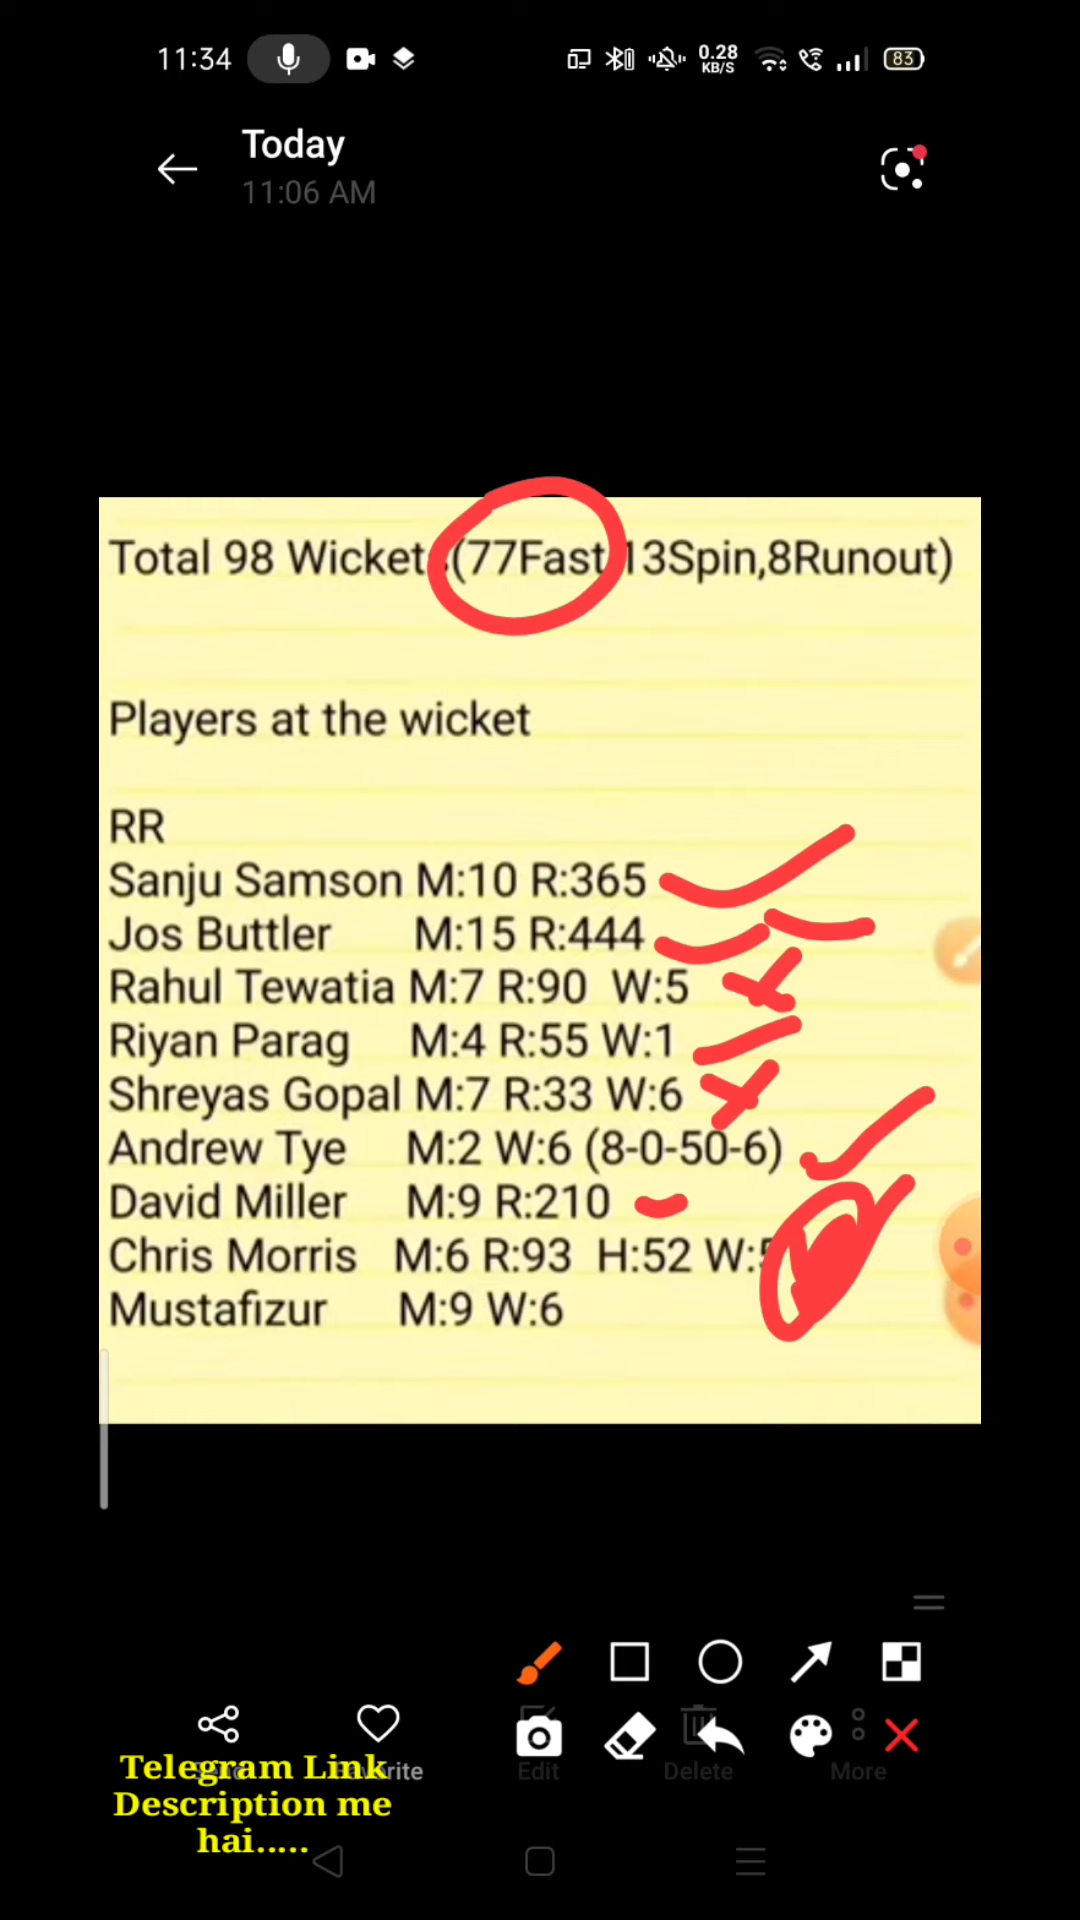 11:34
0.28
KB/S
83
Today
11:06 AM
Total 98 Wickets(77Fast 13Spin,8Runout)
Players at the wicket
RR
Sanju Samson M:10 R:365
Jos Buttler M:15 R:444
Rahul Tewatia M:7 R:90 W:5
Riyan Parag M:4 R:55 W:1
Shreyas Gopal M:7 R:33 W:6
Andrew Tye M:2 W:6 (8-0-50-6)
David Miller M:9 R:210
Chris Morris M:6 R:93 H:52 W:5
Mustafizur M:9 W:6
Edit
Delete
More
Telegram Link
Description me
hai.....